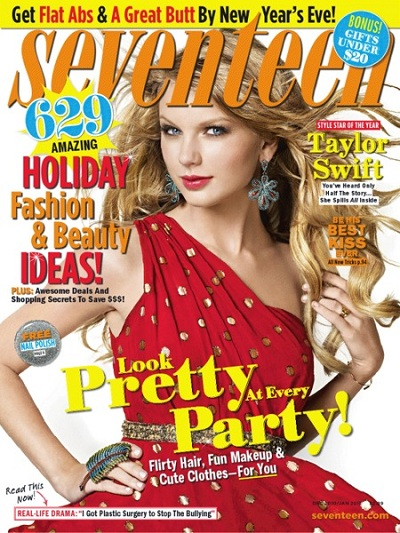 Get Flat Abs & A Great Butt By New Year's Eve!
seventeen
BONUS!
GIFTS
UNDER
$20
629
AMAZING
HOLIDAY
Fashion
& Beauty
IDEAS!
PLUS: Awesome Deals And
Shopping Secrets To Save $$$!
STYLE STAR OF THE YEAR
Taylor
Swift
You've Heard Only
Half The Story...
She Spills All Inside
BE HIS
BEST
KISS
EVER
FREE
NAIL POLISH
Look
Pretty
At Every
Party!
Flirty Hair, Fun Makeup &
Cute Clothes—For You
Read This
Now!
REAL-LIFE DRAMA: "I Got Plastic Surgery to Stop The Bullying"
seventeen.com